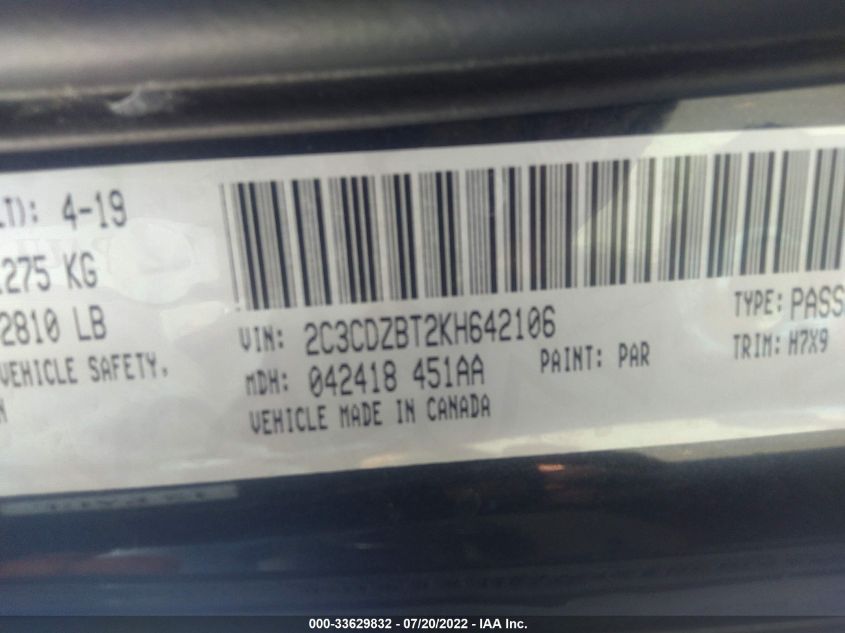 LT): 4-19
275 KG
2810 LB
VEHICLE SAFETY,
VIN: 2C3CDZBT2KH642106
TYPE: PASS
MDH: 042418 451AA
PAINT: PAR
TRIM: H7X9
VEHICLE MADE IN CANADA
000-33629832 - 07/20/2022 - IAA Inc.